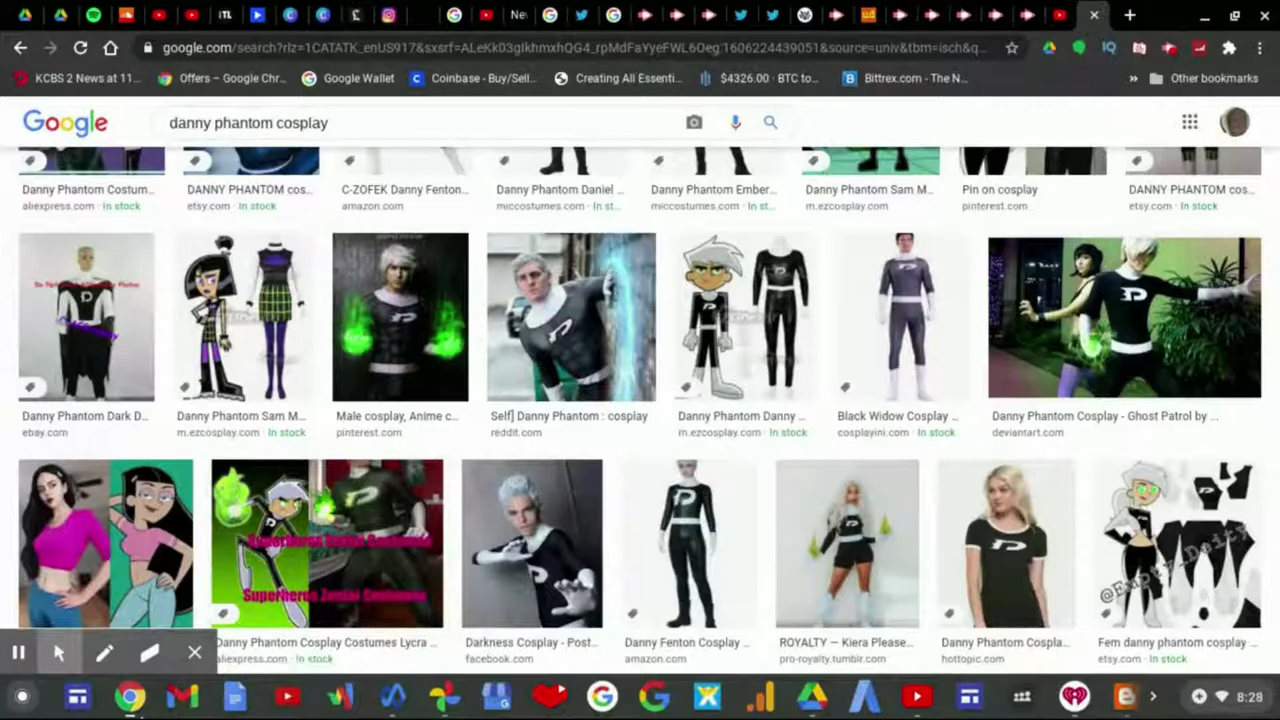 iTL
Ne
google.com/search?rlz=1CATATK_enUS917&sxsrf=ALeKk03gIkhmxhQG4_rpMdFaVyeFWL6Oeg:1606224439051&source=univ&tbm=isch&q...
KCBS 2 News at 11... Offers – Google Chr... Google Wallet Coinbase - Buy/Sell... Creating All Essenti... $4326.00 · BTC to... Bittrex.com - The N... » Other bookmarks
Google danny phantom cosplay
Danny Phantom Costum... DANNY PHANTOM cos... C-ZOFEK Danny Fenton... Danny Phantom Daniel ... Danny Phantom Ember... Danny Phantom Sam M... Pin on cosplay DANNY PHANTOM cos...
aliexpress.com · In stock etsy.com · In stock amazon.com miccostumes.com · In st... miccostumes.com · In st... m.ezcosplay.com pinterest.com etsy.com · In stock
Danny Phantom Dark D... Danny Phantom Sam M... Male cosplay, Anime c... Self] Danny Phantom : cosplay Danny Phantom Danny ... Black Widow Cosplay ... Danny Phantom Cosplay - Ghost Patrol by ...
ebay.com m.ezcosplay.com · In stock pinterest.com reddit.com m.ezcosplay.com · In stock cosplayini.com · In stock deviantart.com
Superheros Zentai Costumes
Superheros Zentai Costumes
Danny Phantom Cosplay Costumes Lycra ... Darkness Cosplay - Post... Danny Fenton Cosplay ... ROYALTY — Kiera Please... Danny Phantom Cospla... Fem danny phantom cosplay ...
aliexpress.com · In stock facebook.com amazon.com pro-royalty.tumblr.com hottopic.com etsy.com · In stock
8:28